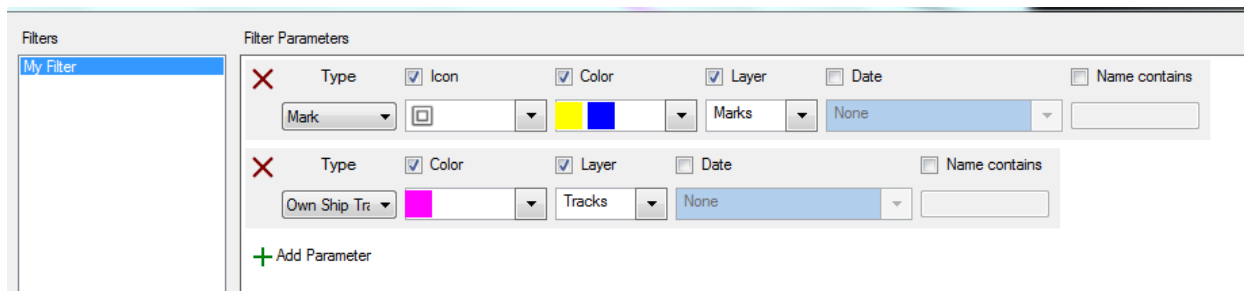 Filters
Filter Parameters
My Filter
Type Icon Color Layer Date Name contains
Mark Marks None
Type Color Layer Date Name contains
Own Ship Tra Tracks None
Add Parameter